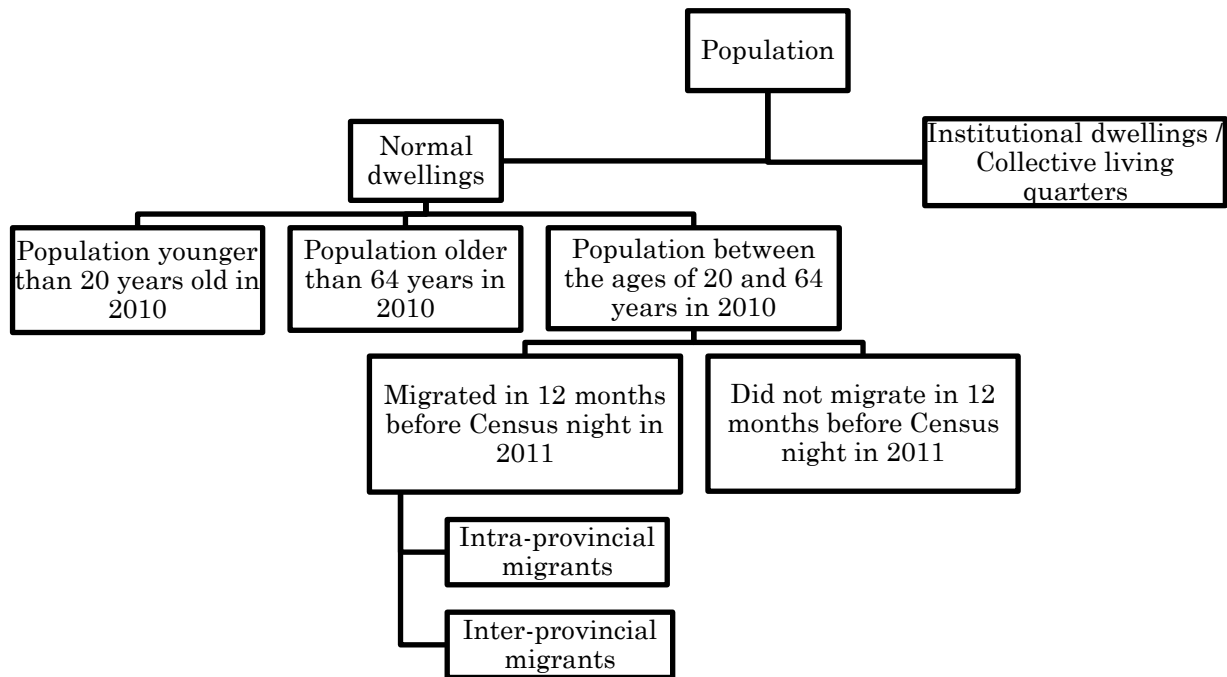 Population
Institutional dwellings /
Collective living
quarters
Normal
dwellings
Population younger
than 20 years old in
2010
Population older
than 64 years in
2010
Population between
the ages of 20 and 64
years in 2010
Migrated in 12 months
before Census night in
2011
Did not migrate in 12
months before Census
night in 2011
Intra-provincial
migrants
Inter-provincial
migrants